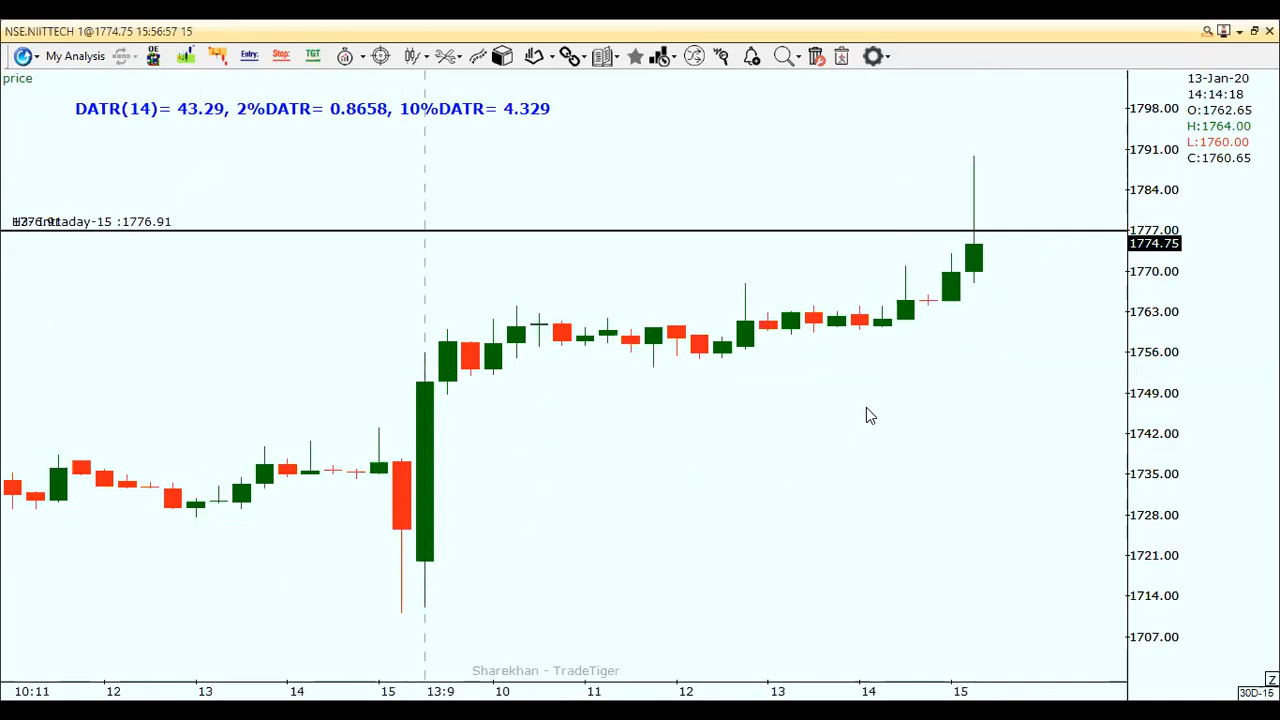 NSE.NIITTECH 1@1774.75 15:56:57 15
My Analysis
OE
Entry:
Stop:
TGT
price
DATR(14)= 43.29, 2%DATR= 0.8658, 10%DATR= 4.329
13-Jan-20
14:14:18
O:1762.65
H:1764.00
L:1760.00
C:1760.65
1798.00
1791.00
1784.00
-15 :1776.91
1777.00
1774.75
1770.00
1763.00
1756.00
1749.00
1742.00
1735.00
1728.00
1721.00
1714.00
1707.00
Sharekhan - TradeTiger
Z
10:11 12 13 14 15 13:9 10 11 12 13 14 15
30D-15